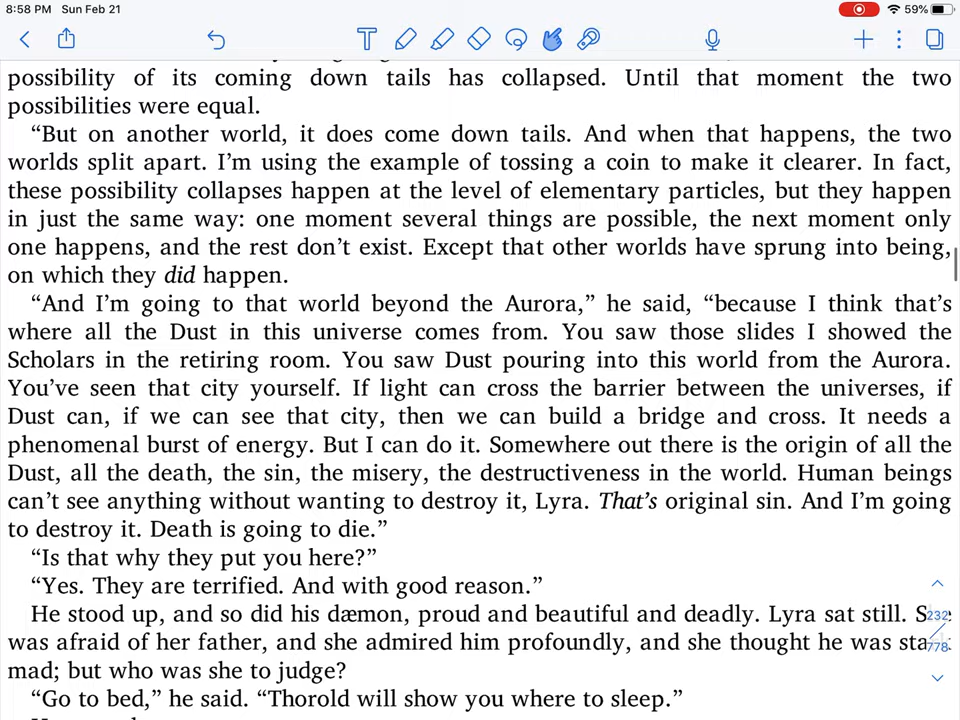 8:58 PM Sun Feb 21
59%
possibility of its coming down tails has collapsed. Until that moment the two
possibilities were equal.
“But on another world, it does come down tails. And when that happens, the two
worlds split apart. I’m using the example of tossing a coin to make it clearer. In fact,
these possibility collapses happen at the level of elementary particles, but they happen
in just the same way: one moment several things are possible, the next moment only
one happens, and the rest don’t exist. Except that other worlds have sprung into being,
on which they did happen.
“And I’m going to that world beyond the Aurora,” he said, “because I think that’s
where all the Dust in this universe comes from. You saw those slides I showed the
Scholars in the retiring room. You saw Dust pouring into this world from the Aurora.
You’ve seen that city yourself. If light can cross the barrier between the universes, if
Dust can, if we can see that city, then we can build a bridge and cross. It needs a
phenomenal burst of energy. But I can do it. Somewhere out there is the origin of all the
Dust, all the death, the sin, the misery, the destructiveness in the world. Human beings
can’t see anything without wanting to destroy it, Lyra. That’s original sin. And I’m going
to destroy it. Death is going to die.”
“Is that why they put you here?”
“Yes. They are terrified. And with good reason.”
He stood up, and so did his dæmon, proud and beautiful and deadly. Lyra sat still.
was afraid of her father, and she admired him profoundly, and she thought he was
mad; but who was she to judge?
“Go to bed,” he said. “Thorold will show you where to sleep.”
232
778